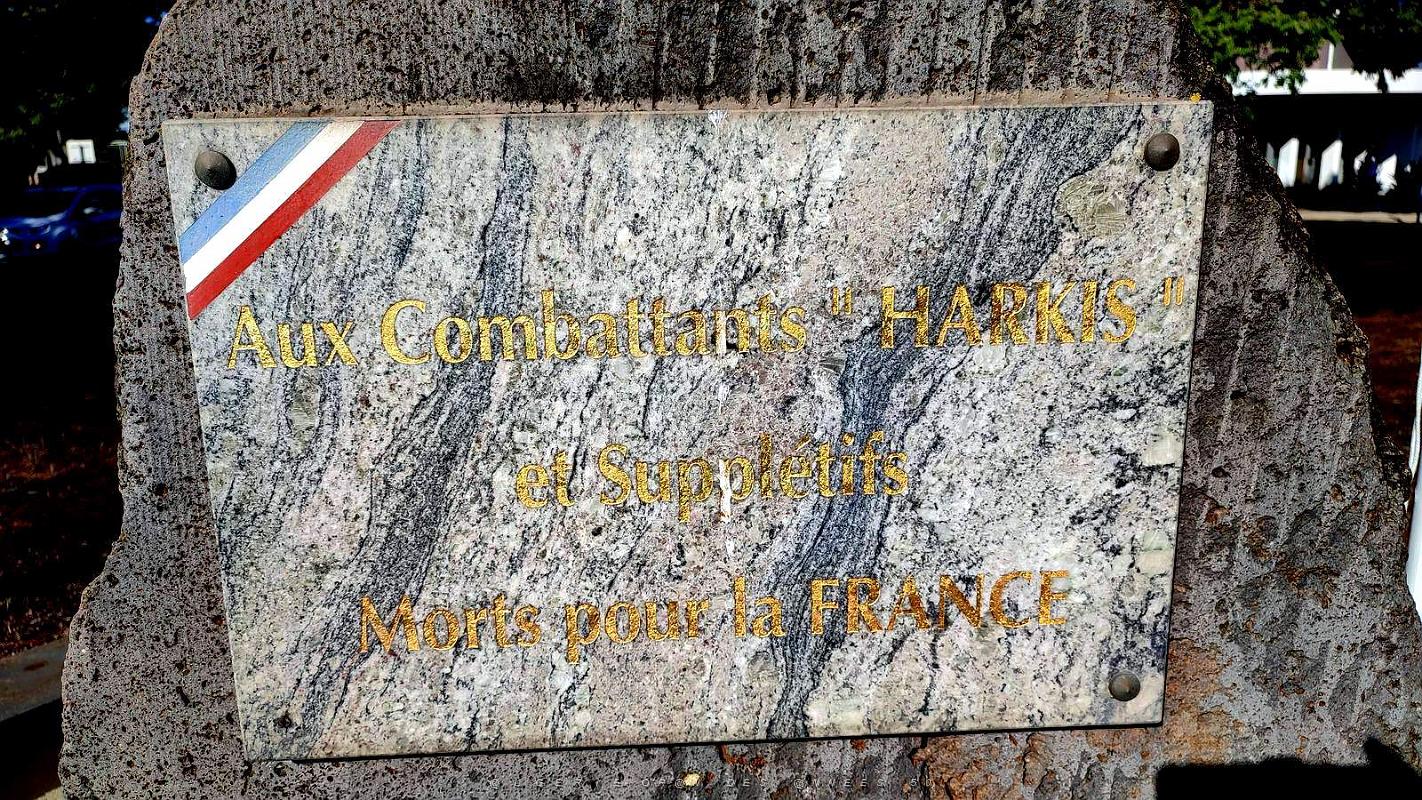 Aux Combattants " HARKIS "
et Supplétifs
Morts pour la FRANCE